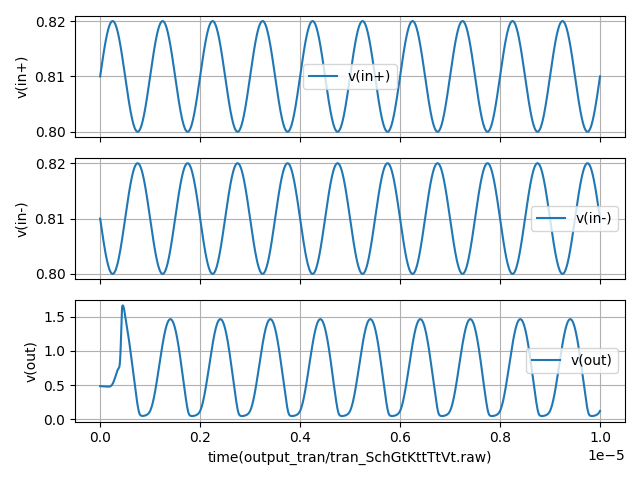 0.82
0.81
0.80
v(in+)
v(in+)
0.82
0.81
0.80
v(in-)
v(in-)
1.5
1.0
0.5
0.0
v(out)
v(out)
0.0 0.2 0.4 0.6 0.8 1.0
1e−5
time(output_tran/tran_SchGtKttTtVt.raw)